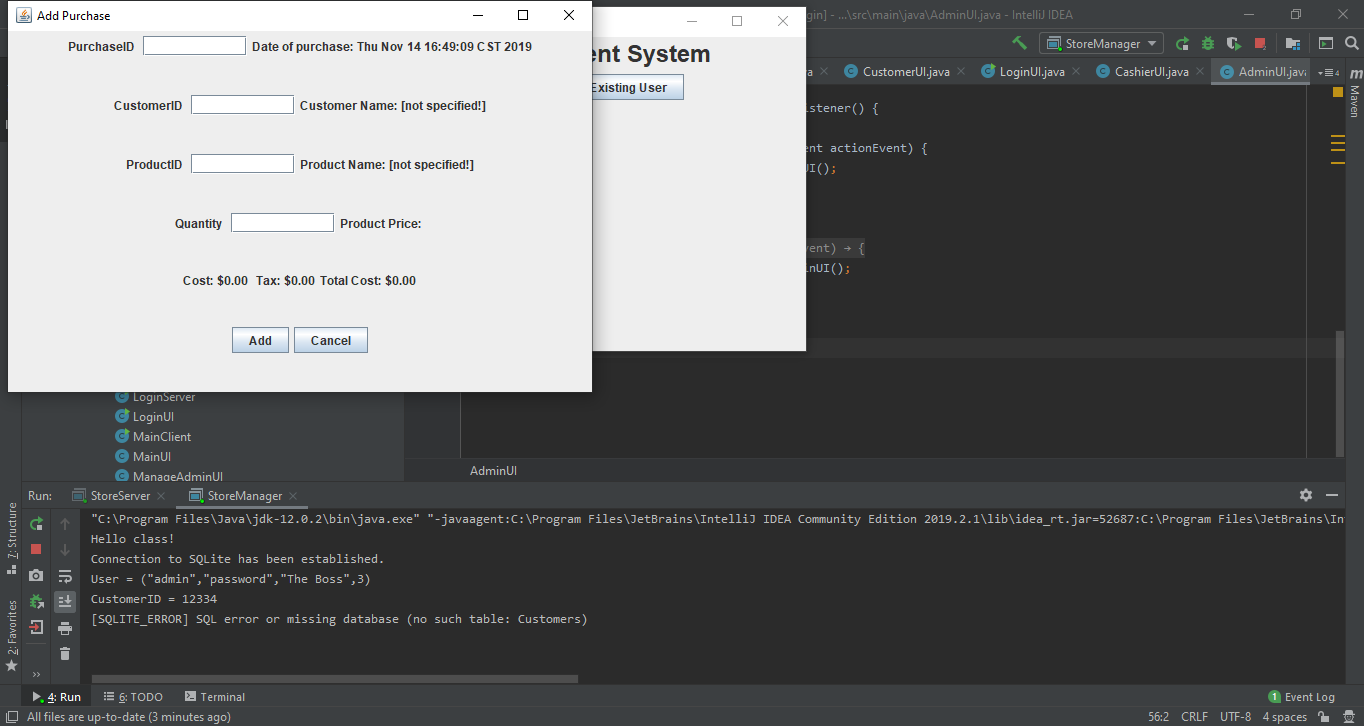 Add Purchase
PurchaseID Date of purchase: Thu Nov 14 16:49:09 CST 2019
CustomerID Customer Name: [not specified!]
ProductID Product Name: [not specified!]
Quantity Product Price:
Cost: $0.00 Tax: $0.00 Total Cost: $0.00
Add Cancel
ent System
Existing User
gin] - ...\src\main\java\AdminUI.java - IntelliJ IDEA
StoreManager
CustomerUI.java LoginUI.java CashierUI.java AdminUI.java
4
Maven
istener() {
ent actionEvent) {
UI();
vent) → {
inUI();
LoginServer
LoginUI
MainClient
MainUI
ManageAdminUI
AdminUI
Run: StoreServer StoreManager
"C:\Program Files\Java\jdk-12.0.2\bin\java.exe" "-javaagent:C:\Program Files\JetBrains\IntelliJ IDEA Community Edition 2019.2.1\lib\idea_rt.jar=52687:C:\Program Files\JetBrains\Int
Hello class!
Connection to SQLite has been established.
User = ("admin","password","The Boss",3)
CustomerID = 12334
[SQLITE_ERROR] SQL error or missing database (no such table: Customers)
7: Structure
2: Favorites
4: Run 6: TODO Terminal 1 Event Log
All files are up-to-date (3 minutes ago) 56:2 CRLF UTF-8 4 spaces